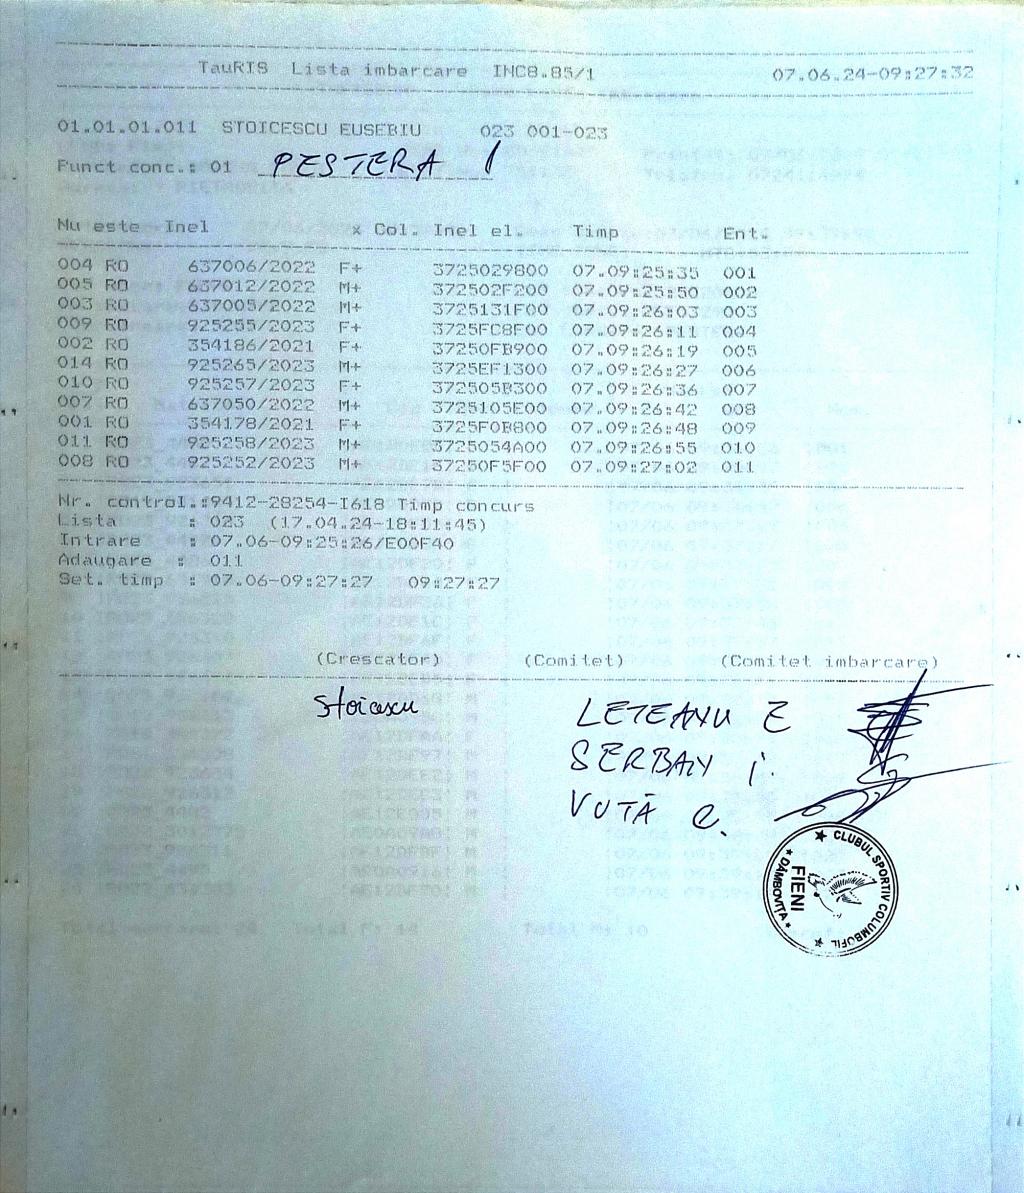 TauRIS Lista imbarcare INC8.85/1 07.06.24-09:27:32
01.01.01.011 STOICESCU EUSEBIU 023 001-023
Funct conc.: 01 PESTERA 1
Nu este Inel x Col. Inel el. Timp Ent.
004 RO 637006/2022 F+ 3725029800 07.09:25:35 001
005 RO 637012/2022 M+ 372502F200 07.09:25:50 002
003 RO 637005/2022 M+ 3725131F00 07.09:26:03 003
009 RO 925255/2023 F+ 3725FC8F00 07.09:26:11 004
002 RO 354186/2021 F+ 37250FB900 07.09:26:19 005
014 RO 925265/2023 M+ 3725EF1300 07.09:26:27 006
010 RO 925257/2023 F+ 372505B300 07.09:26:36 007
007 RO 637050/2022 M+ 3725105E00 07.09:26:42 008
001 RO 354178/2021 F+ 3725F0B800 07.09:26:48 009
011 RO 925258/2023 M+ 3725054A00 07.09:26:55 010
008 RO 925252/2023 M+ 37250F5F00 07.09:27:02 011
Nr. control.:9412-28254-I618 Timp concurs
Lista : 023 (17.04.24-18:11:45)
Intrare : 07.06-09:25:26/E00F40
Adaugare : 011
Set. timp : 07.06-09:27:27 09:27:27
(Crescator) (Comitet) (Comitet imbarcare)
Stoicescu LETEANU E
SERBAN i.
VUTĂ C.
CLUBUL SPORTIV COLUMBOFIL
FIENI
DAMBOVITA